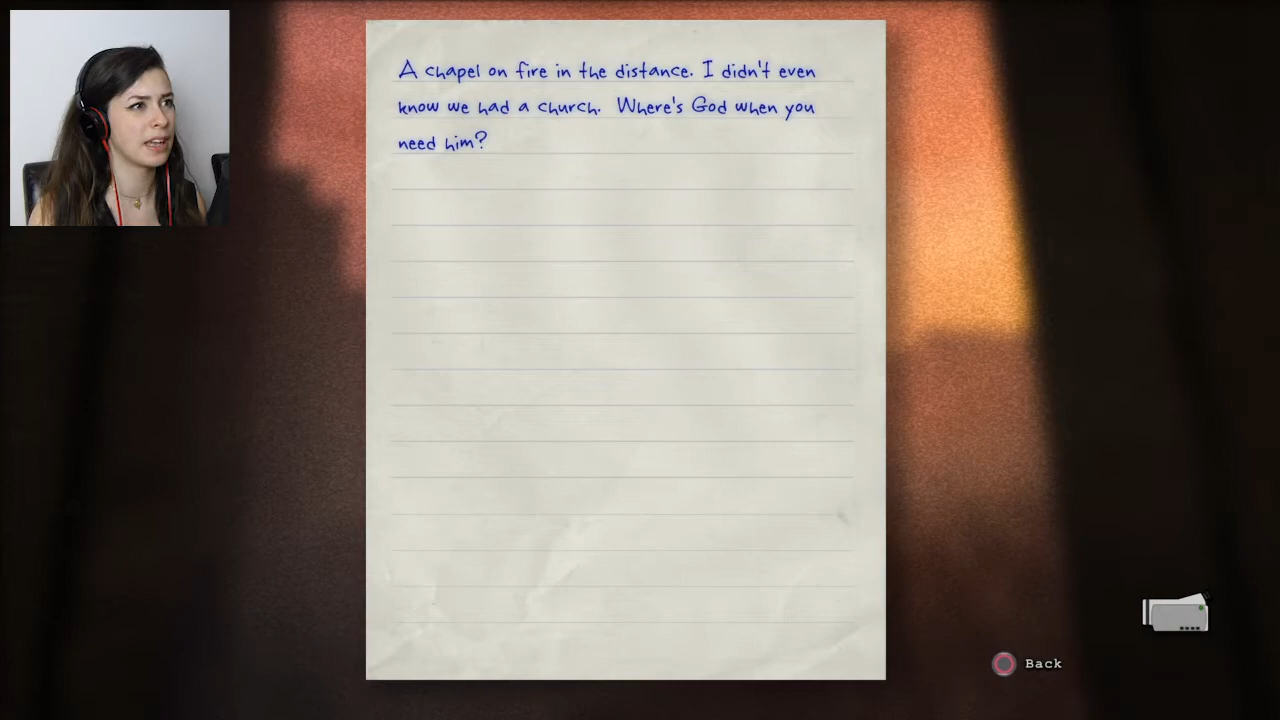 A chapel on fire in the distance. I didn't even
know we had a church. Where's God when you
need him?
Back